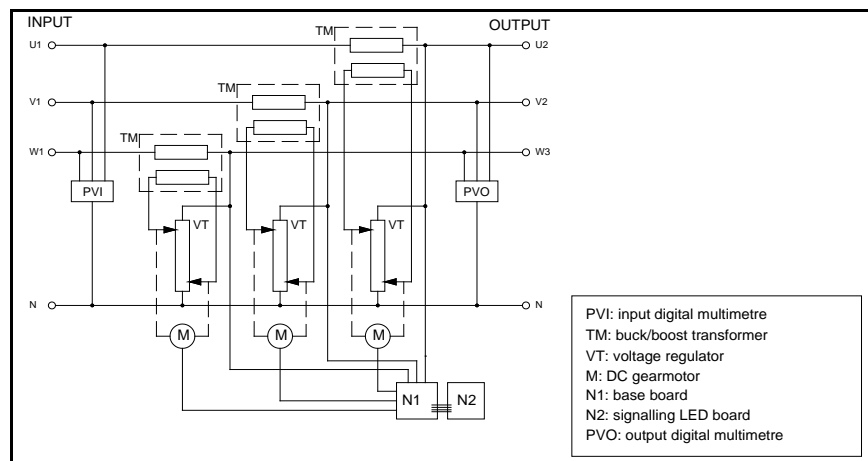 INPUT
OUTPUT
TM
U1
U2
TM
V1
V2
TM
W1
W3
PVI
PVO
VT
VT
VT
N
N
M
M
M
N1
N2
PVI: input digital multimetre
TM: buck/boost transformer
VT: voltage regulator
M: DC gearmotor
N1: base board
N2: signalling LED board
PVO: output digital multimetre